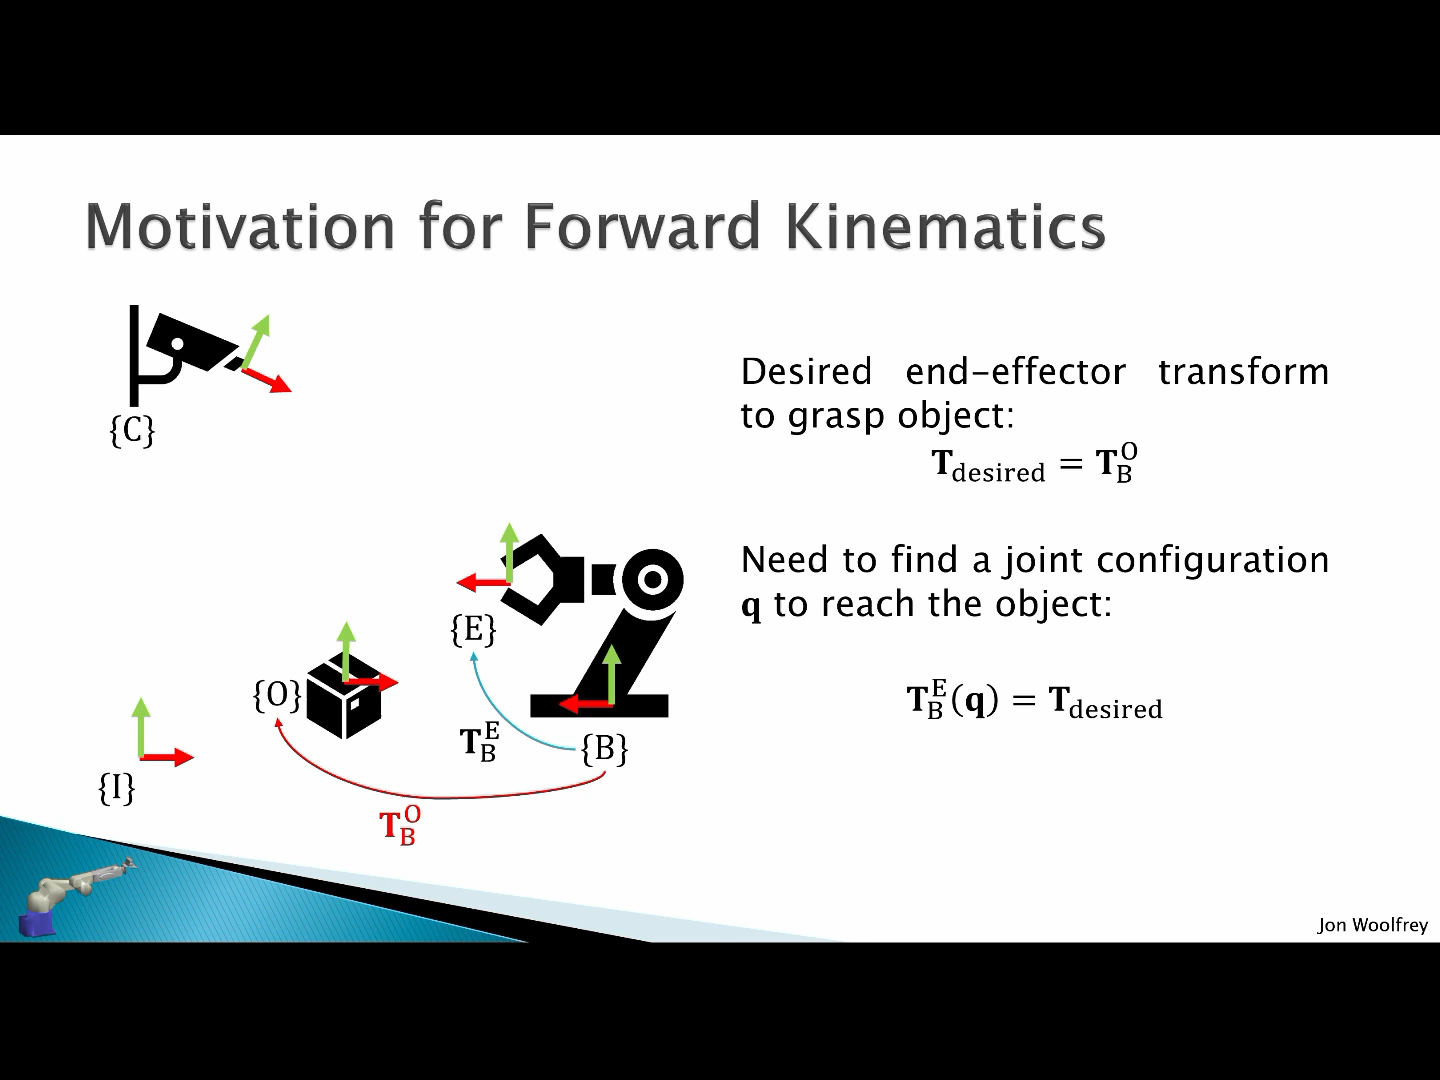 Motivation for Forward Kinematics
{C}
Desired end-effector transform
to grasp object:
𝐓_desired = 𝐓_B^O
Need to find a joint configuration
𝐪 to reach the object:
𝐓_B^E(𝐪) = 𝐓_desired
{E}
{O}
𝐓_B^E
{B}
{I}
𝐓_B^O
Jon Woolfrey